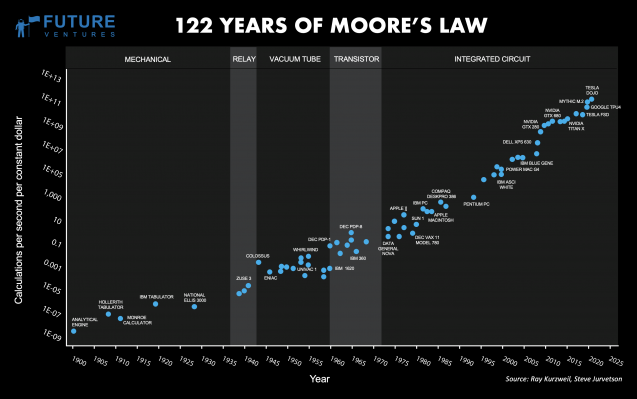 FUTURE
VENTURES
122 YEARS OF MOORE'S LAW
MECHANICAL
RELAY
VACUUM TUBE
TRANSISTOR
INTEGRATED CIRCUIT
Calculations per second per constant dollar
1E+13
1E+11
1E+09
1E+07
1E+05
1,000
10
0.1
0.001
1E-05
1E-07
1E-09
ANALYTICAL
ENGINE
HOLLERITH
TABULATOR
MONROE
CALCULATOR
IBM TABULATOR
NATIONAL
ELLIS 3000
ZUSE 3
COLOSSUS
ENIAC
WHIRLWIND
UNIVAC 1
DEC PDP-1
IBM 1620
DEC PDP-8
IBM 360
DATA
GENERAL
NOVA
APPLE ][
SUN 1
DEC VAX 11
MODEL 780
IBM PC
APPLE
MACINTOSH
COMPAQ
DESKPRO 386
PENTIUM PC
IBM ASCI
WHITE
POWER MAC G4
IBM BLUE GENE
DELL XPS 630
NVIDIA
GTX 280
NVIDIA
GTX 680
NVIDIA
TITAN X
MYTHIC M.2
TESLA
DOJO
GOOGLE TPU4
TESLA FSD
1900
1905
1910
1915
1920
1925
1930
1935
1940
1945
1950
1955
1960
1965
1970
1975
1980
1985
1990
1995
2000
2005
2010
2015
2020
2025
Year
Source: Ray Kurzweil, Steve Jurvetson